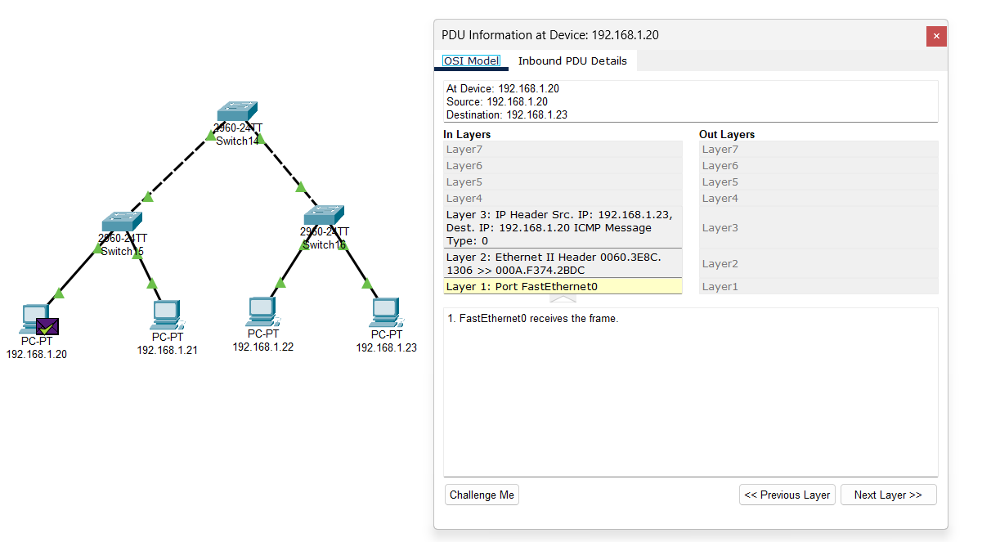 2960-24TT
Switch14
2960-24TT
Switch15
2960-24TT
Switch16
PC-PT
192.168.1.20
PC-PT
192.168.1.21
PC-PT
192.168.1.22
PC-PT
192.168.1.23
PDU Information at Device: 192.168.1.20
OSI Model
Inbound PDU Details
At Device: 192.168.1.20
Source: 192.168.1.20
Destination: 192.168.1.23
In Layers
Layer7
Layer6
Layer5
Layer4
Layer 3: IP Header Src. IP: 192.168.1.23,
Dest. IP: 192.168.1.20 ICMP Message
Type: 0
Layer 2: Ethernet II Header 0060.3E8C.
1306 >> 000A.F374.2BDC
Layer 1: Port FastEthernet0
Out Layers
Layer7
Layer6
Layer5
Layer4
Layer3
Layer2
Layer1
1. FastEthernet0 receives the frame.
Challenge Me
<< Previous Layer
Next Layer >>